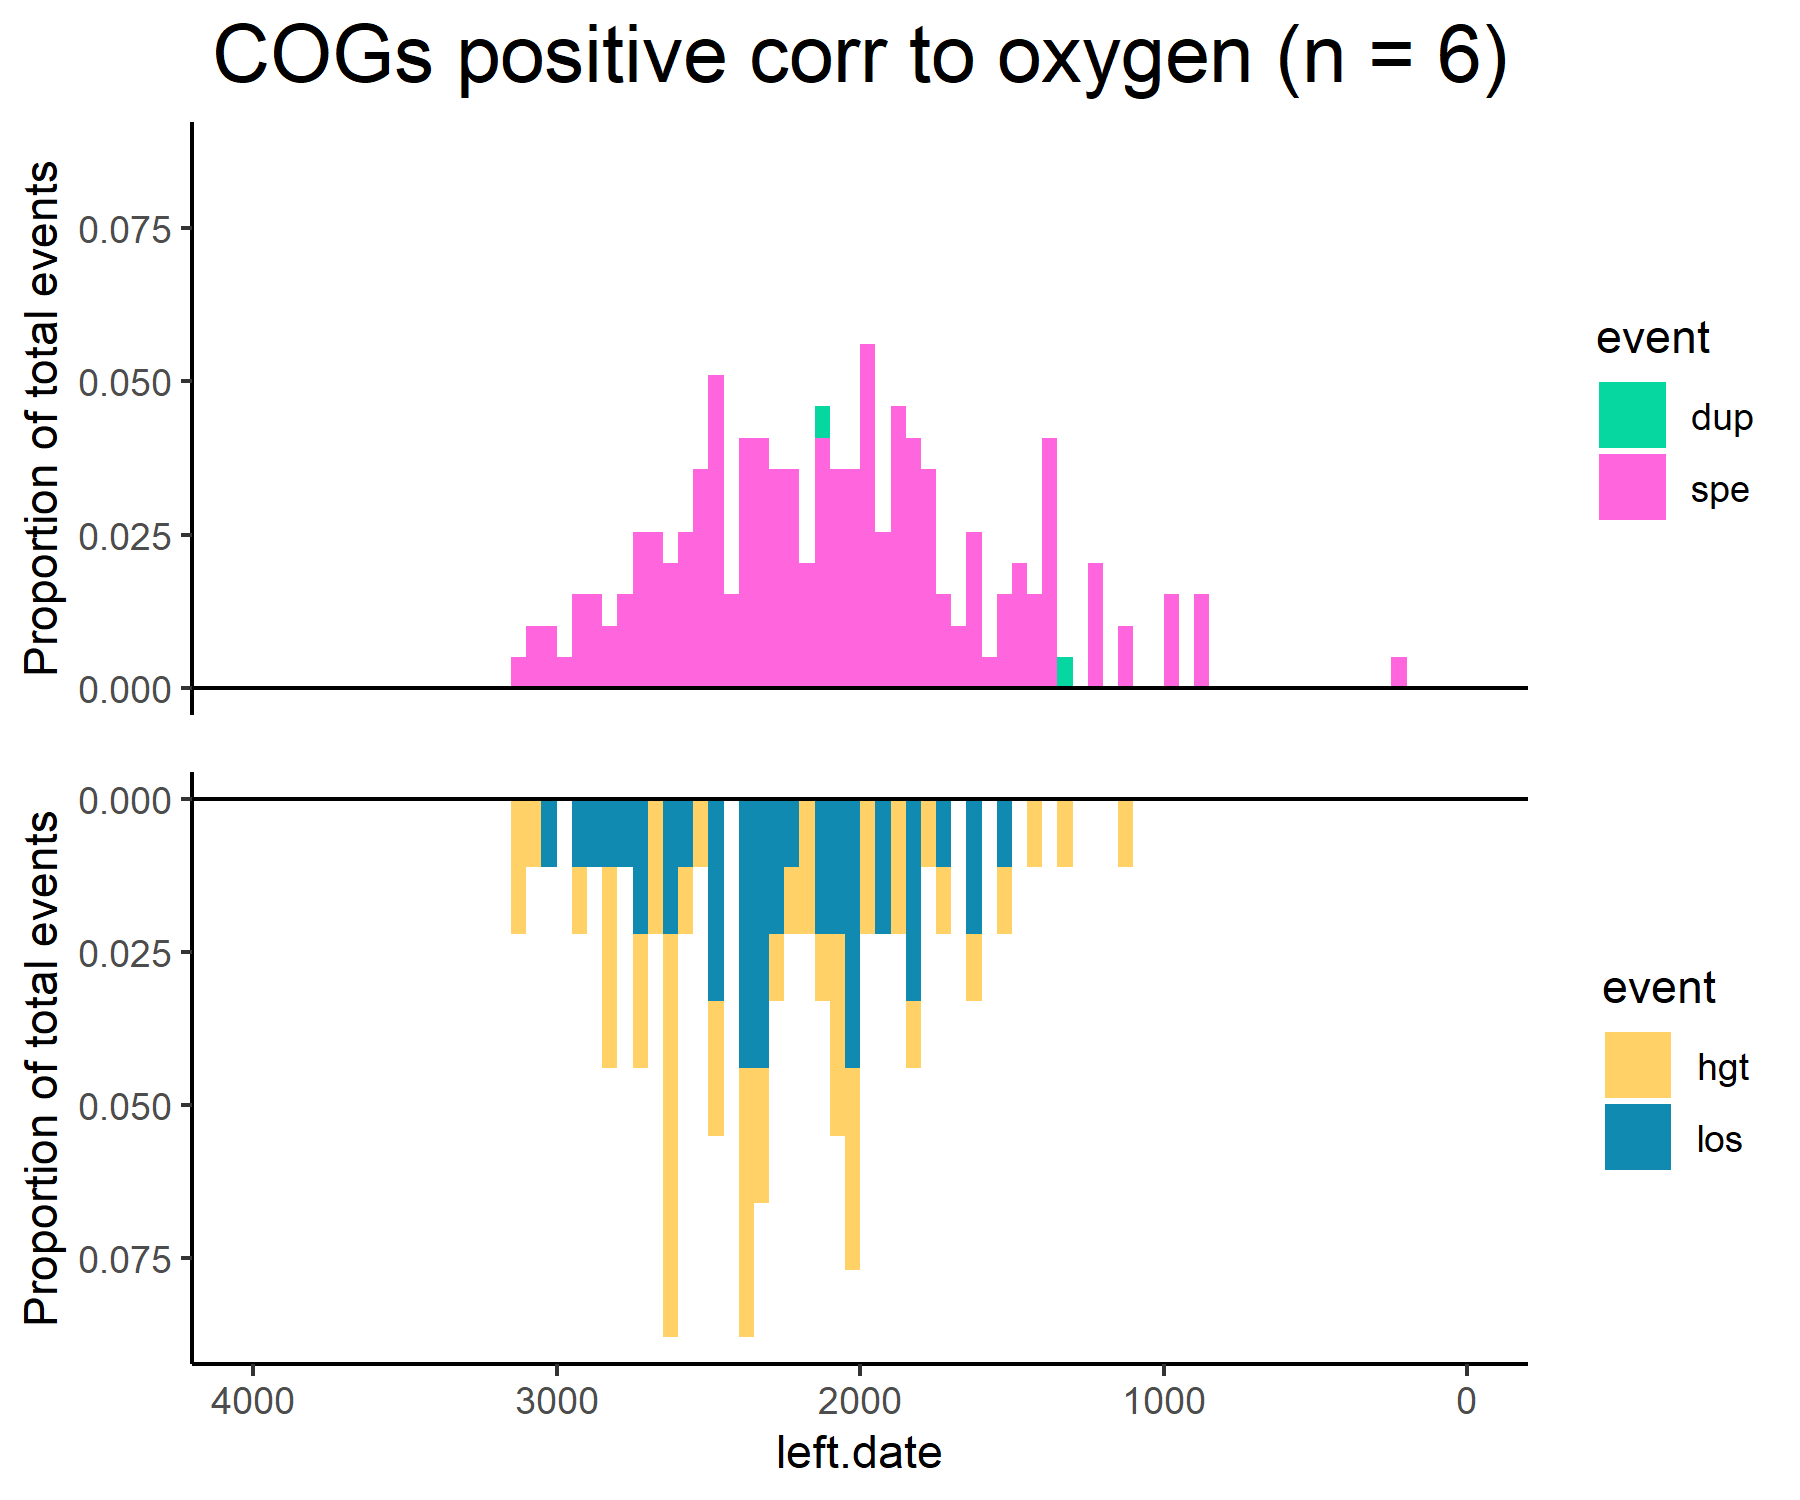 COGs positive corr to oxygen (n = 6)
Proportion of total events
0.075
0.050
0.025
0.000
event
dup
spe
Proportion of total events
0.000
0.025
0.050
0.075
event
hgt
los
4000 3000 2000 1000 0
left.date